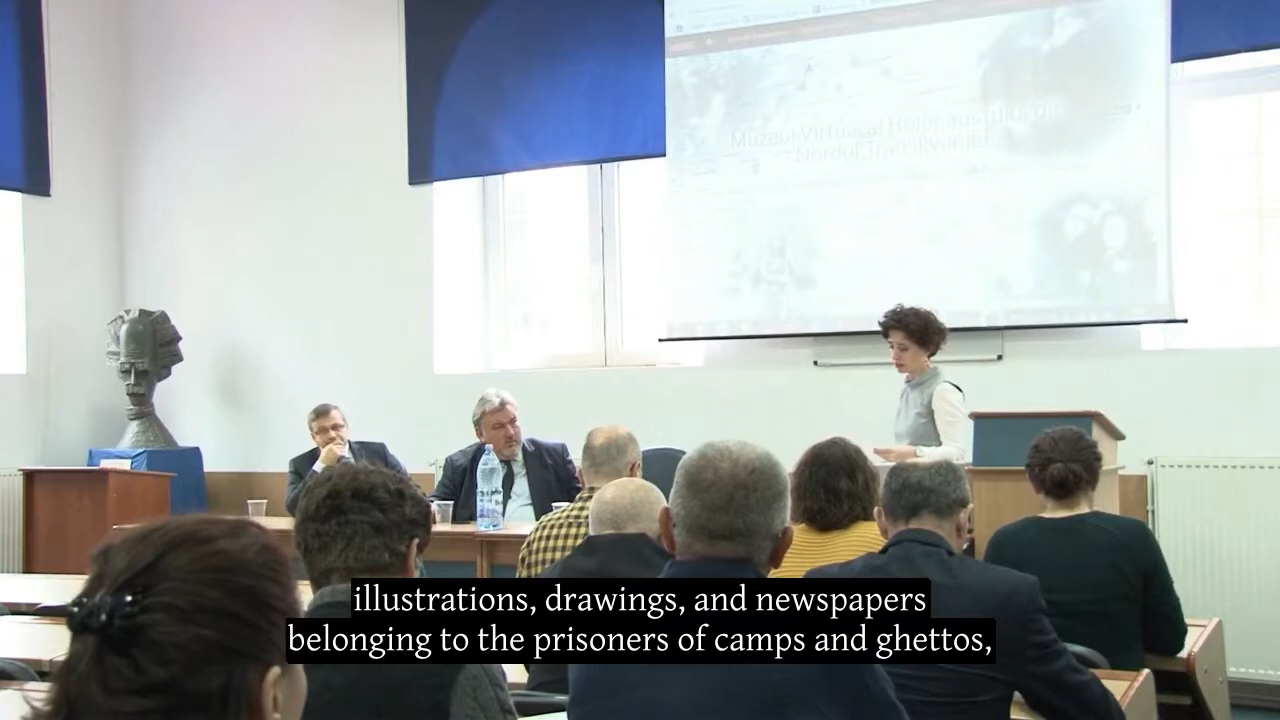 Muzeul Virtual al Holocaustului din
Nordul Transilvaniei
illustrations, drawings, and newspapers
belonging to the prisoners of camps and ghettos,